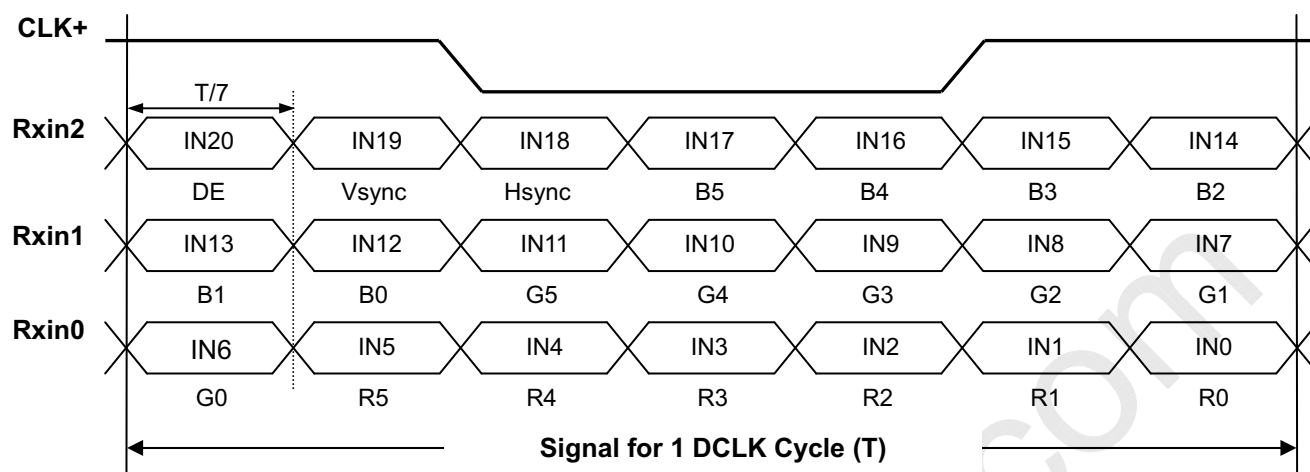 CLK+
T/7
Rxin2 IN20 IN19 IN18 IN17 IN16 IN15 IN14
DE Vsync Hsync B5 B4 B3 B2
Rxin1 IN13 IN12 IN11 IN10 IN9 IN8 IN7
B1 B0 G5 G4 G3 G2 G1
Rxin0 IN6 IN5 IN4 IN3 IN2 IN1 IN0
G0 R5 R4 R3 R2 R1 R0
Signal for 1 DCLK Cycle (T)
com